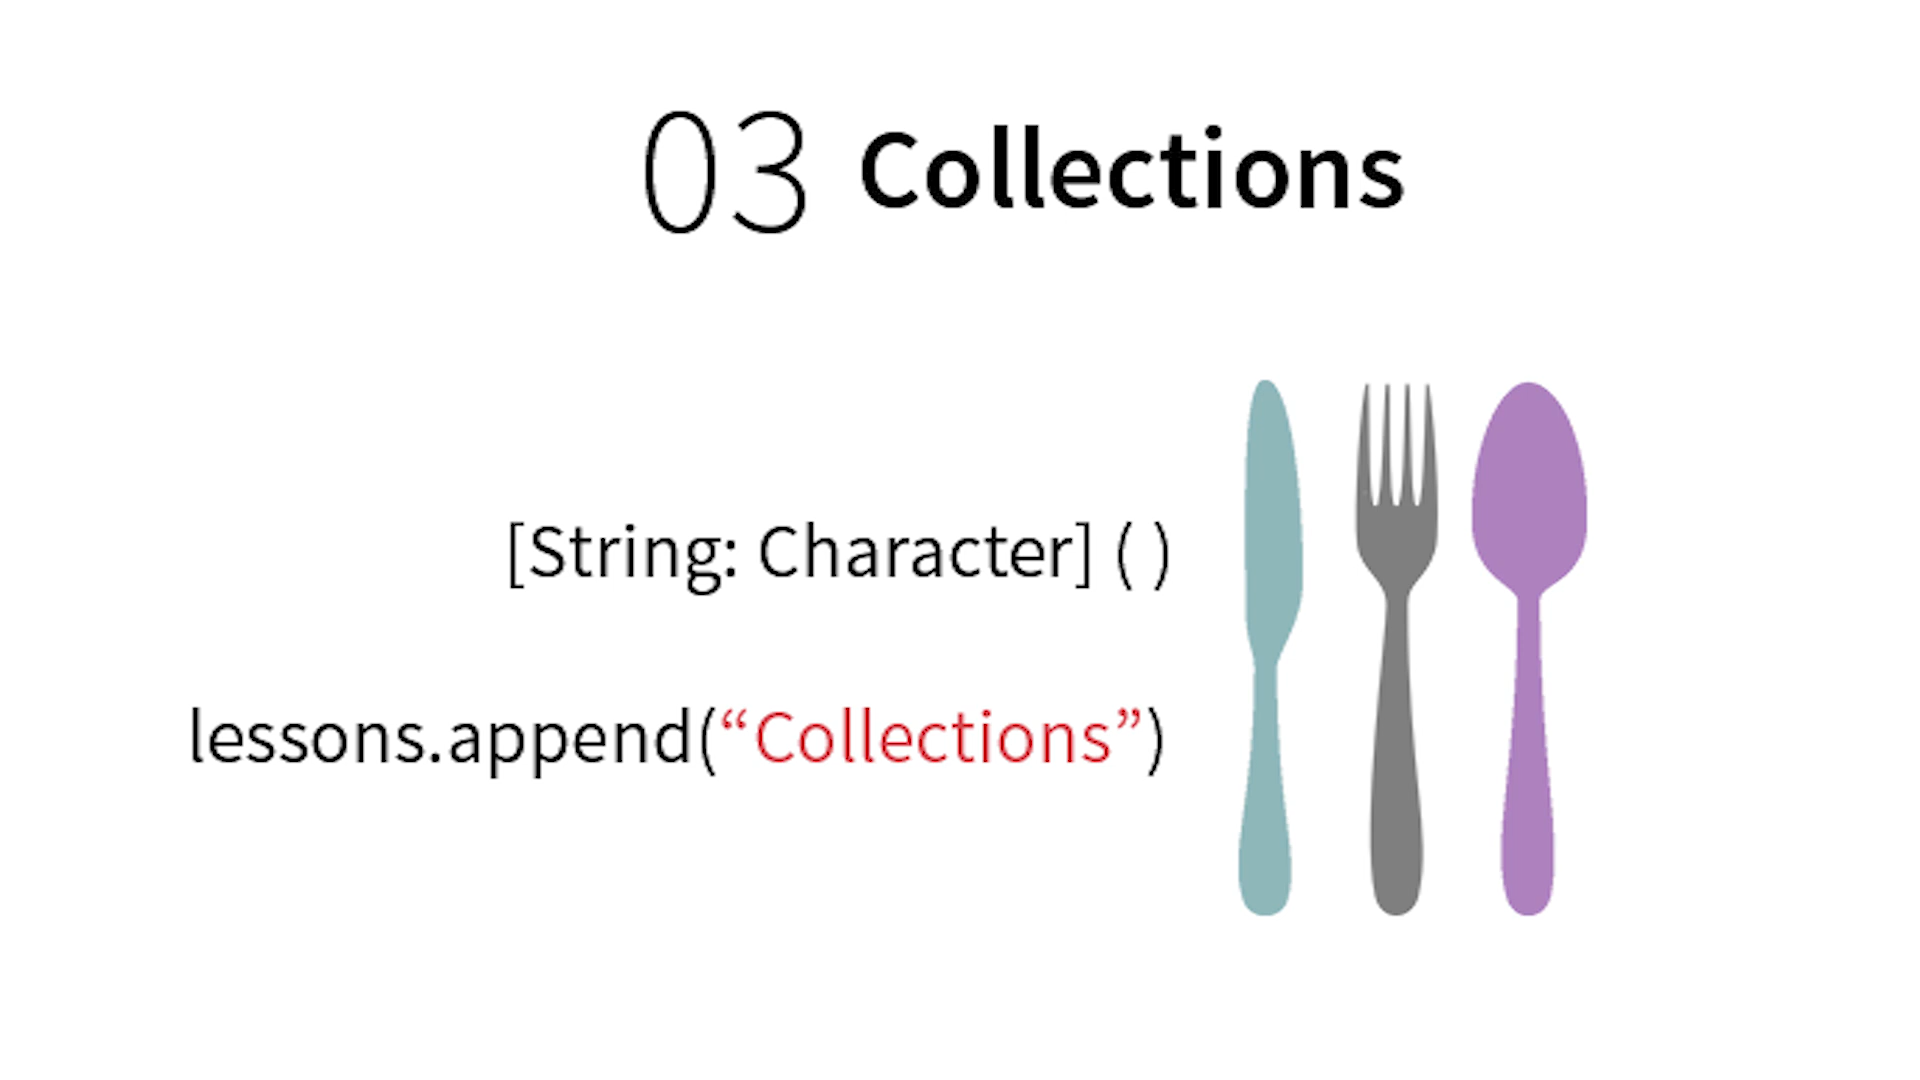 03 Collections
[String: Character] ( )
lessons.append(“Collections”)